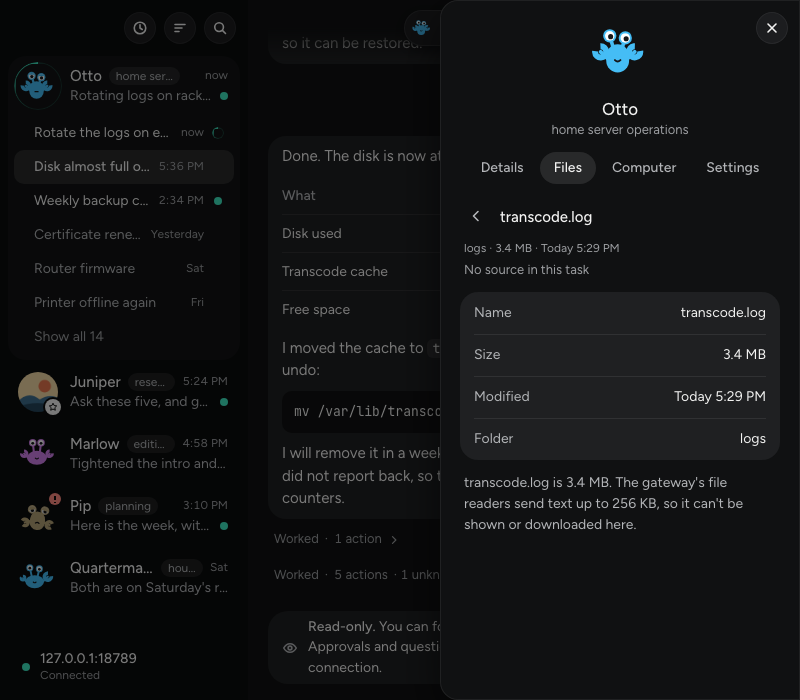 Otto
home ser...
now
Rotating logs on rack...
Rotate the logs on e...
now
Disk almost full o...
5:36 PM
Weekly backup c...
2:34 PM
Certificate rene...
Yesterday
Router firmware
Sat
Printer offline again
Fri
Show all 14
Juniper
rese...
5:24 PM
Ask these five, and g...
Marlow
editi...
4:58 PM
Tightened the intro and...
Pip
planning
3:10 PM
Here is the week, wit...
Quarterma...
hou...
Sat
Both are on Saturday's r...
127.0.0.1:18789
Connected
so it can be restored.
Done. The disk is now at
What
Disk used
Transcode cache
Free space
I moved the cache to
undo:
mv /var/lib/transco
I will remove it in a week
did not report back, so t
counters.
Worked · 1 action
Worked · 5 actions · 1 unkn
Read-only. You can fo
Approvals and questi
connection.
Otto
home server operations
Details
Files
Computer
Settings
transcode.log
logs · 3.4 MB · Today 5:29 PM
No source in this task
Name
transcode.log
Size
3.4 MB
Modified
Today 5:29 PM
Folder
logs
transcode.log is 3.4 MB. The gateway's file
readers send text up to 256 KB, so it can't be
shown or downloaded here.